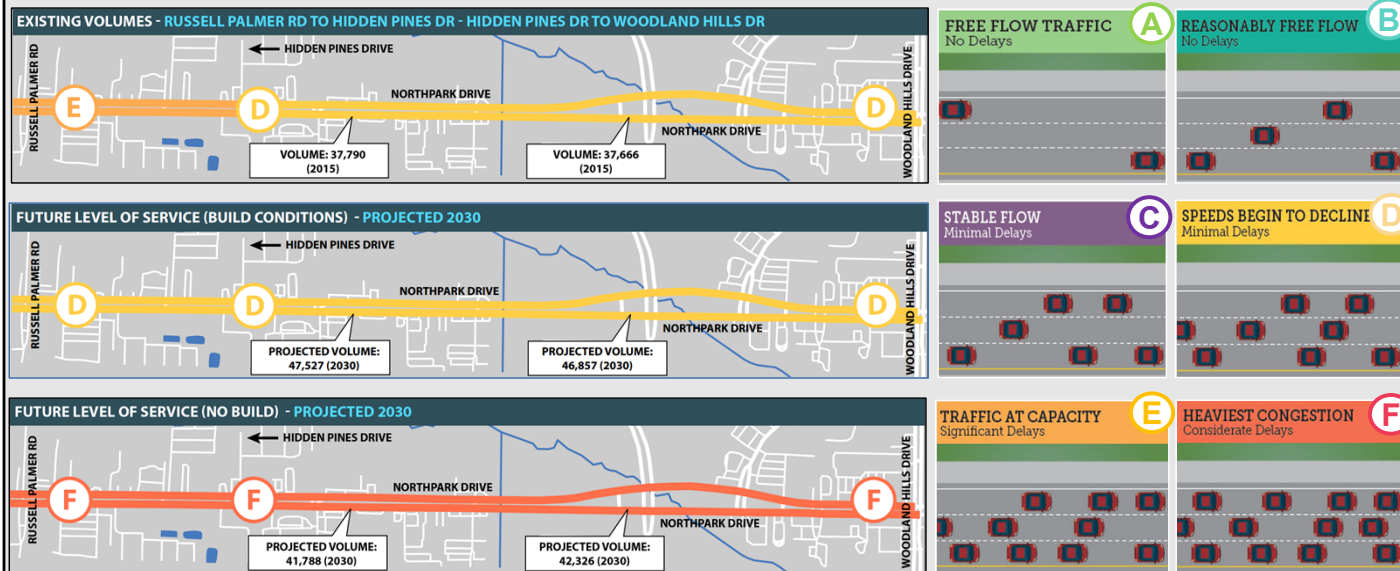 EXISTING VOLUMES - RUSSELL PALMER RD TO HIDDEN PINES DR - HIDDEN PINES DR TO WOODLAND HILLS DR
RUSSELL PALMER RD
HIDDEN PINES DRIVE
NORTHPARK DRIVE
E
D
D
NORTHPARK DRIVE
WOODLAND HILLS DRIVE
VOLUME: 37,790
(2015)
VOLUME: 37,666
(2015)
FUTURE LEVEL OF SERVICE (BUILD CONDITIONS) - PROJECTED 2030
RUSSELL PALMER RD
HIDDEN PINES DRIVE
NORTHPARK DRIVE
D
D
D
NORTHPARK DRIVE
WOODLAND HILLS DRIVE
PROJECTED VOLUME:
47,527 (2030)
PROJECTED VOLUME:
46,857 (2030)
FUTURE LEVEL OF SERVICE (NO BUILD) - PROJECTED 2030
RUSSELL PALMER RD
HIDDEN PINES DRIVE
NORTHPARK DRIVE
F
F
F
NORTHPARK DRIVE
WOODLAND HILLS DRIVE
PROJECTED VOLUME:
41,788 (2030)
PROJECTED VOLUME:
42,326 (2030)
FREE FLOW TRAFFIC
No Delays
A
REASONABLY FREE FLOW
No Delays
B
STABLE FLOW
Minimal Delays
C
SPEEDS BEGIN TO DECLINE
Minimal Delays
D
TRAFFIC AT CAPACITY
Significant Delays
E
HEAVIEST CONGESTION
Considerate Delays
F